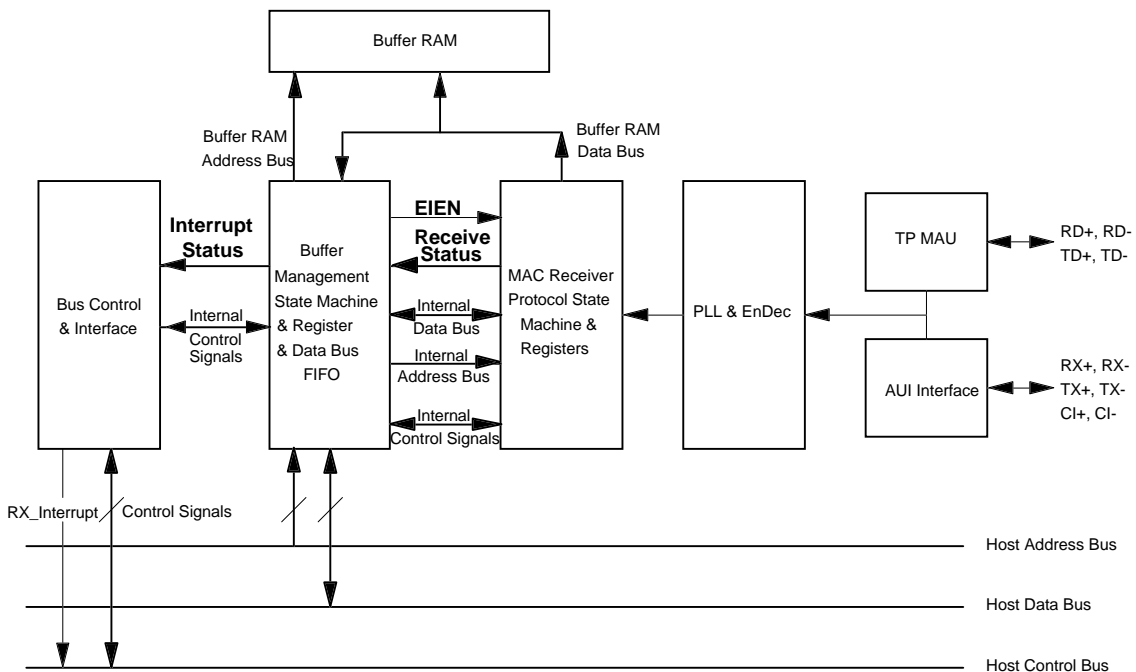 Buffer RAM
Buffer RAM
Address Bus
Buffer RAM
Data Bus
Interrupt
Status
EIEN
Receive
Status
Bus Control
& Interface
Internal
Control
Signals
Buffer
Management
State Machine
& Register
& Data Bus
FIFO
Internal
Data Bus
Internal
Address Bus
Internal
Control Signals
MAC Receiver
Protocol State
Machine &
Registers
PLL & EnDec
TP MAU
RD+, RD-
TD+, TD-
AUI Interface
RX+, RX-
TX+, TX-
CI+, CI-
RX_Interrupt
Control Signals
Host Address Bus
Host Data Bus
Host Control Bus